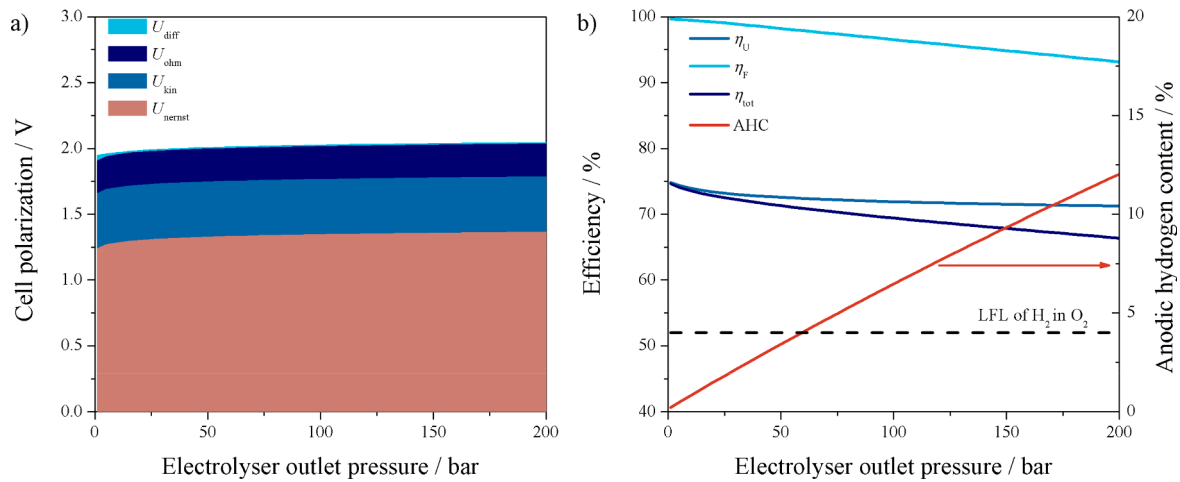 a)
U_diff
U_ohm
U_kin
U_nernst
Cell polarization / V
3.0
2.5
2.0
1.5
1.0
0.5
0.0
0 50 100 150 200
Electrolyser outlet pressure / bar
b)
η_U
η_F
η_tot
AHC
LFL of H₂ in O₂
Efficiency / %
100
90
80
70
60
50
40
Anodic hydrogen content / %
20
15
10
5
0
0 50 100 150 200
Electrolyser outlet pressure / bar